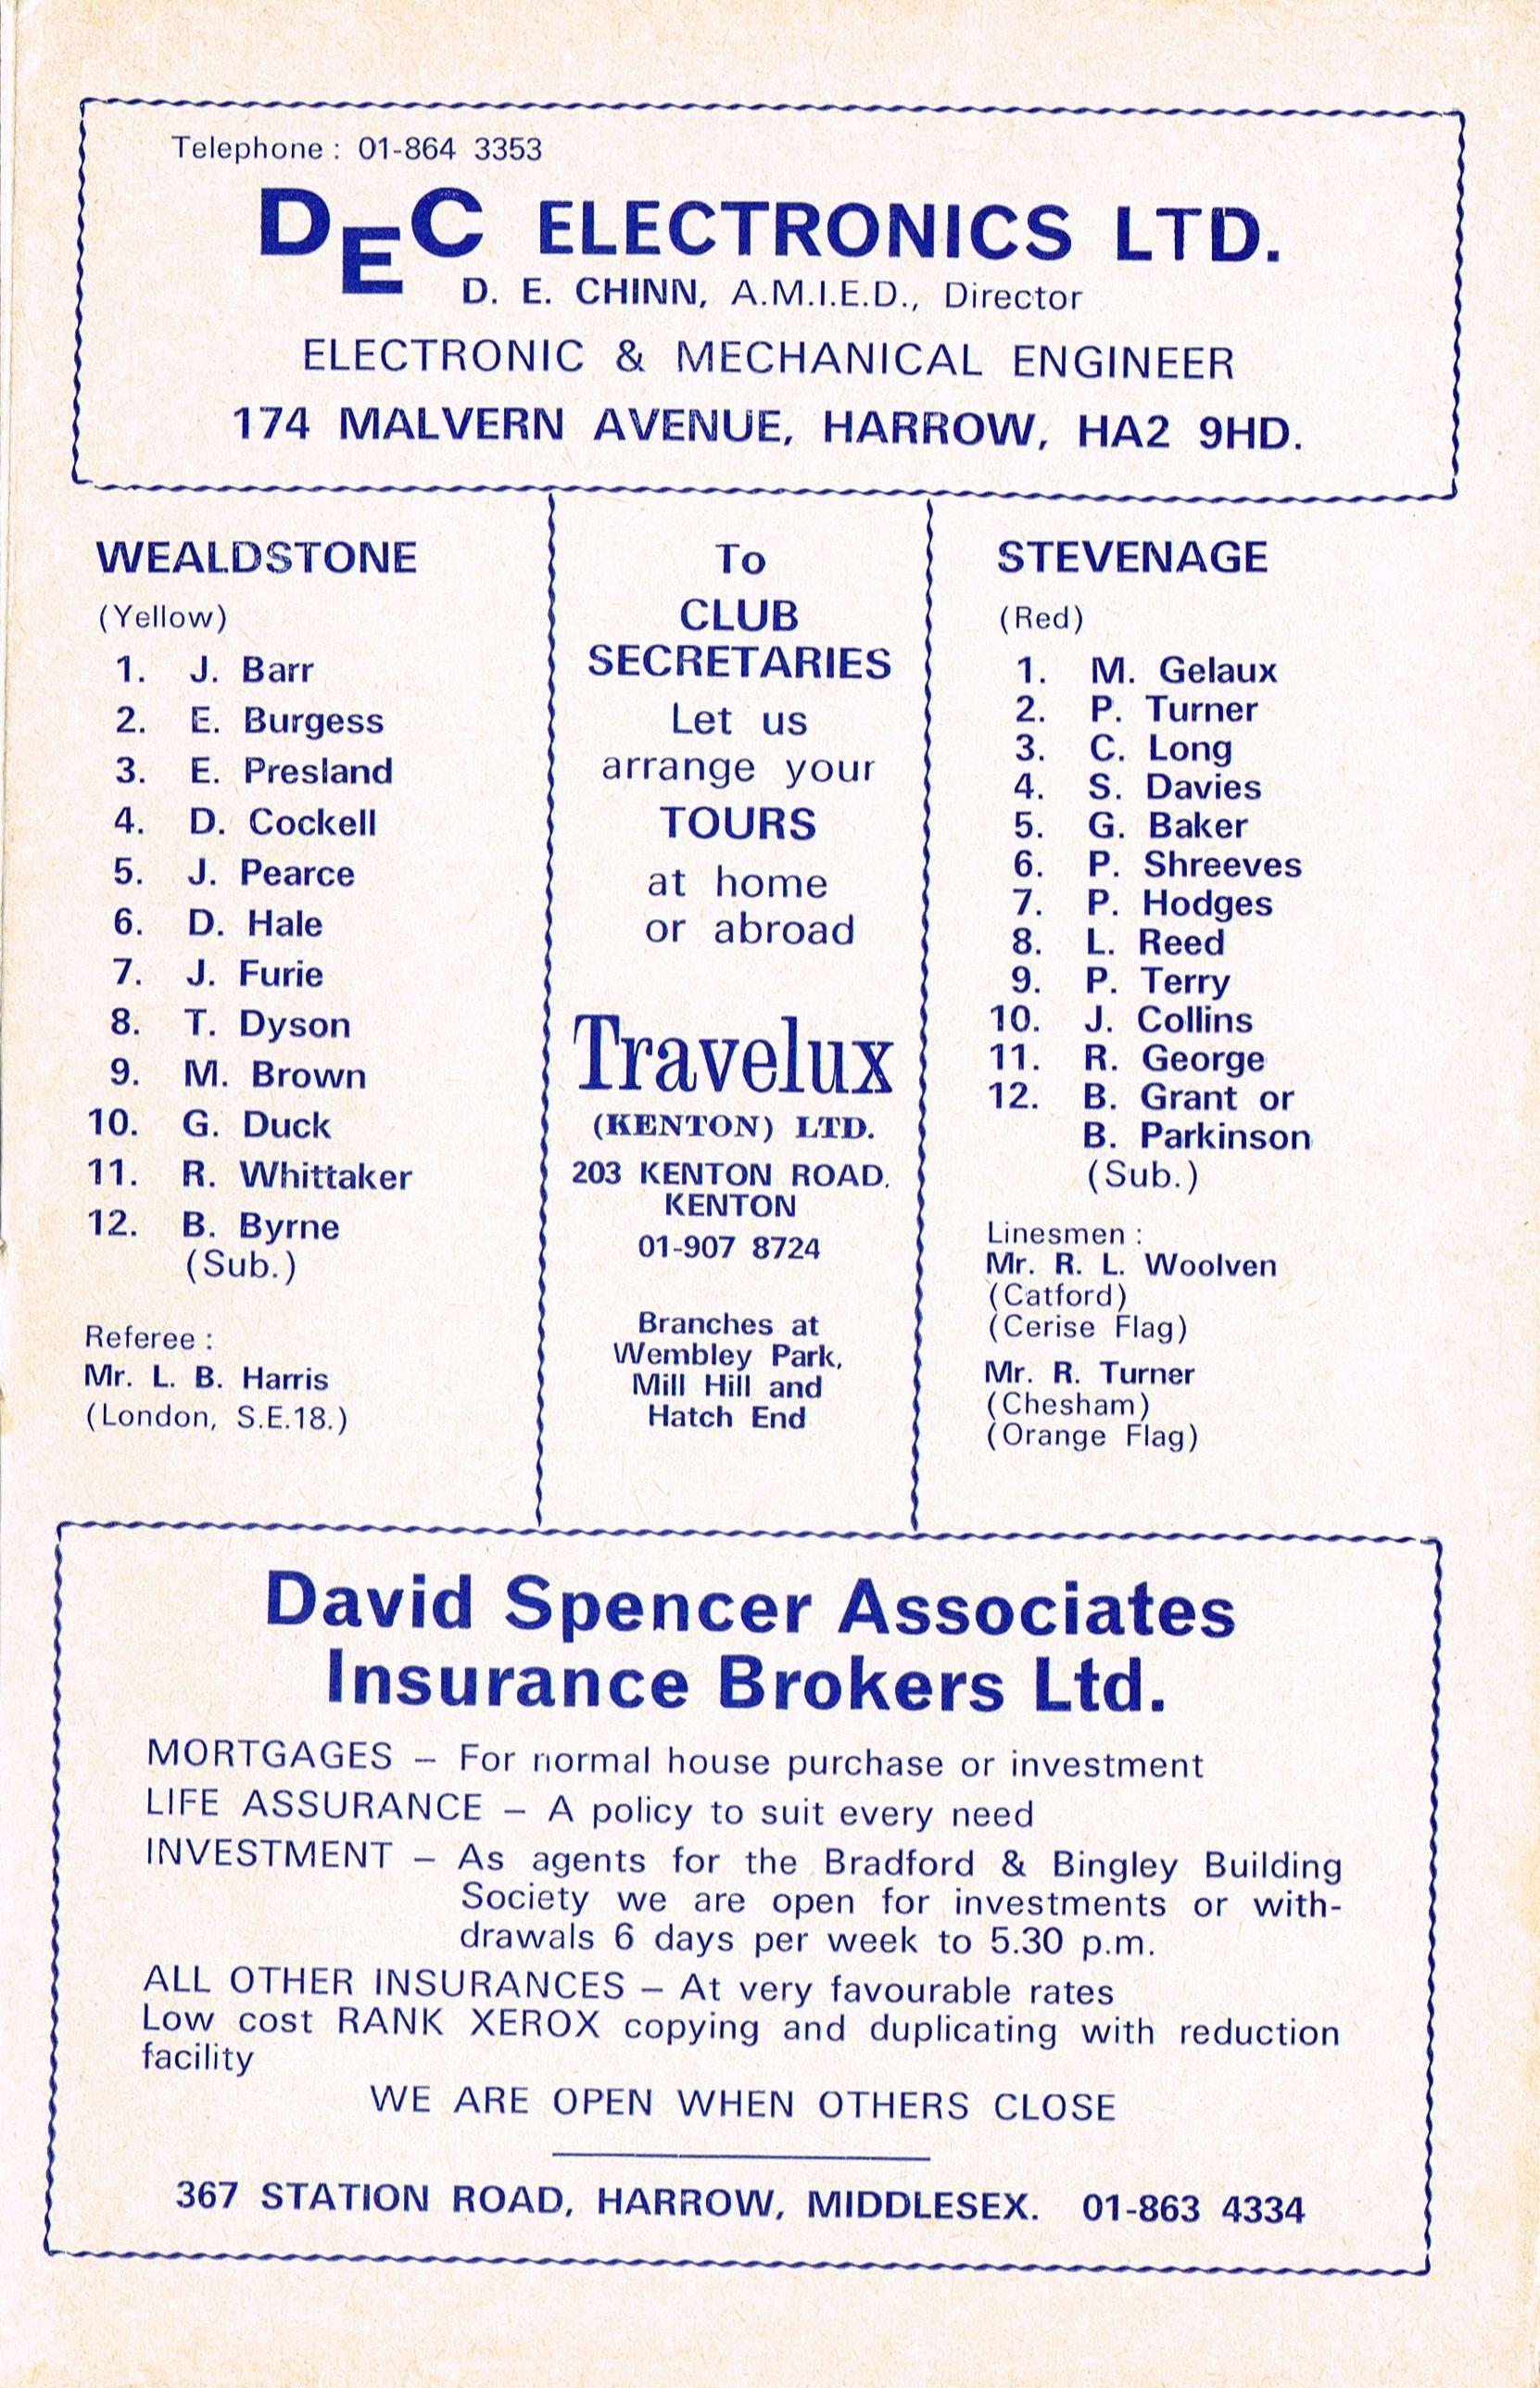 Telephone : 01-864 3353
DEC ELECTRONICS LTD.
D. E. CHINN, A.M.I.E.D., Director
ELECTRONIC & MECHANICAL ENGINEER
174 MALVERN AVENUE, HARROW, HA2 9HD.
WEALDSTONE
(Yellow)
1. J. Barr
2. E. Burgess
3. E. Presland
4. D. Cockell
5. J. Pearce
6. D. Hale
7. J. Furie
8. T. Dyson
9. M. Brown
10. G. Duck
11. R. Whittaker
12. B. Byrne
(Sub.)
Referee :
Mr. L. B. Harris
(London, S.E.18.)
To
CLUB
SECRETARIES
Let us
arrange your
TOURS
at home
or abroad
Travelux
(KENTON) LTD.
203 KENTON ROAD.
KENTON
01-907 8724
Branches at
Wembley Park,
Mill Hill and
Hatch End
STEVENAGE
(Red)
1. M. Gelaux
2. P. Turner
3. C. Long
4. S. Davies
5. G. Baker
6. P. Shreeves
7. P. Hodges
8. L. Reed
9. P. Terry
10. J. Collins
11. R. George
12. B. Grant or
B. Parkinson
(Sub.)
Linesmen :
Mr. R. L. Woolven
(Catford)
(Cerise Flag)
Mr. R. Turner
(Chesham)
(Orange Flag)
David Spencer Associates
Insurance Brokers Ltd.
MORTGAGES – For normal house purchase or investment
LIFE ASSURANCE – A policy to suit every need
INVESTMENT – As agents for the Bradford & Bingley Building
Society we are open for investments or with-
drawals 6 days per week to 5.30 p.m.
ALL OTHER INSURANCES – At very favourable rates
Low cost RANK XEROX copying and duplicating with reduction
facility
WE ARE OPEN WHEN OTHERS CLOSE
367 STATION ROAD, HARROW, MIDDLESEX. 01-863 4334